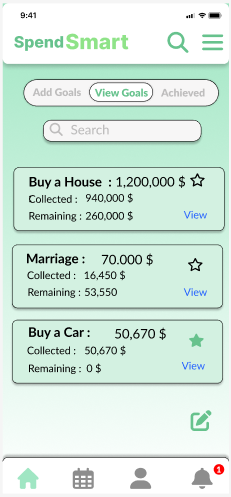 9:41
SpendSmart
Add Goals View Goals Achieved
Search
Buy a House : 1,200,000 $
Collected : 940,000 $
Remaining : 260,000 $ View
Marriage : 70.000 $
Collected : 16,450 $
Remaining : 53,550 View
Buy a Car : 50,670 $
Collected : 50,670 $
Remaining : 0 $ View
1